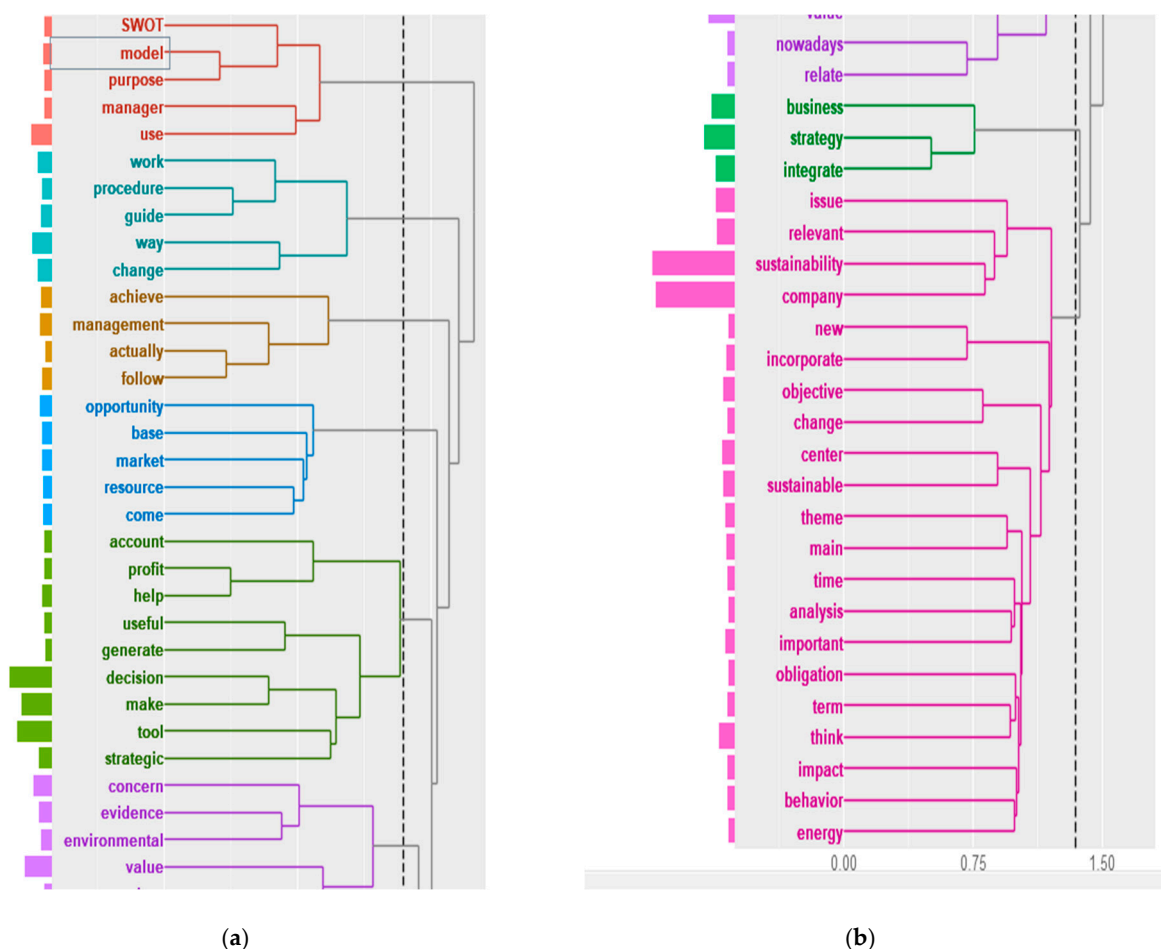 SWOT
model
purpose
manager
use
work
procedure
guide
way
change
achieve
management
actually
follow
opportunity
base
market
resource
come
account
profit
help
useful
generate
decision
make
tool
strategic
concern
evidence
environmental
value
(a)
value
nowadays
relate
business
strategy
integrate
issue
relevant
sustainability
company
new
incorporate
objective
change
center
sustainable
theme
main
time
analysis
important
obligation
term
think
impact
behavior
energy
0.00 0.75 1.50
(b)